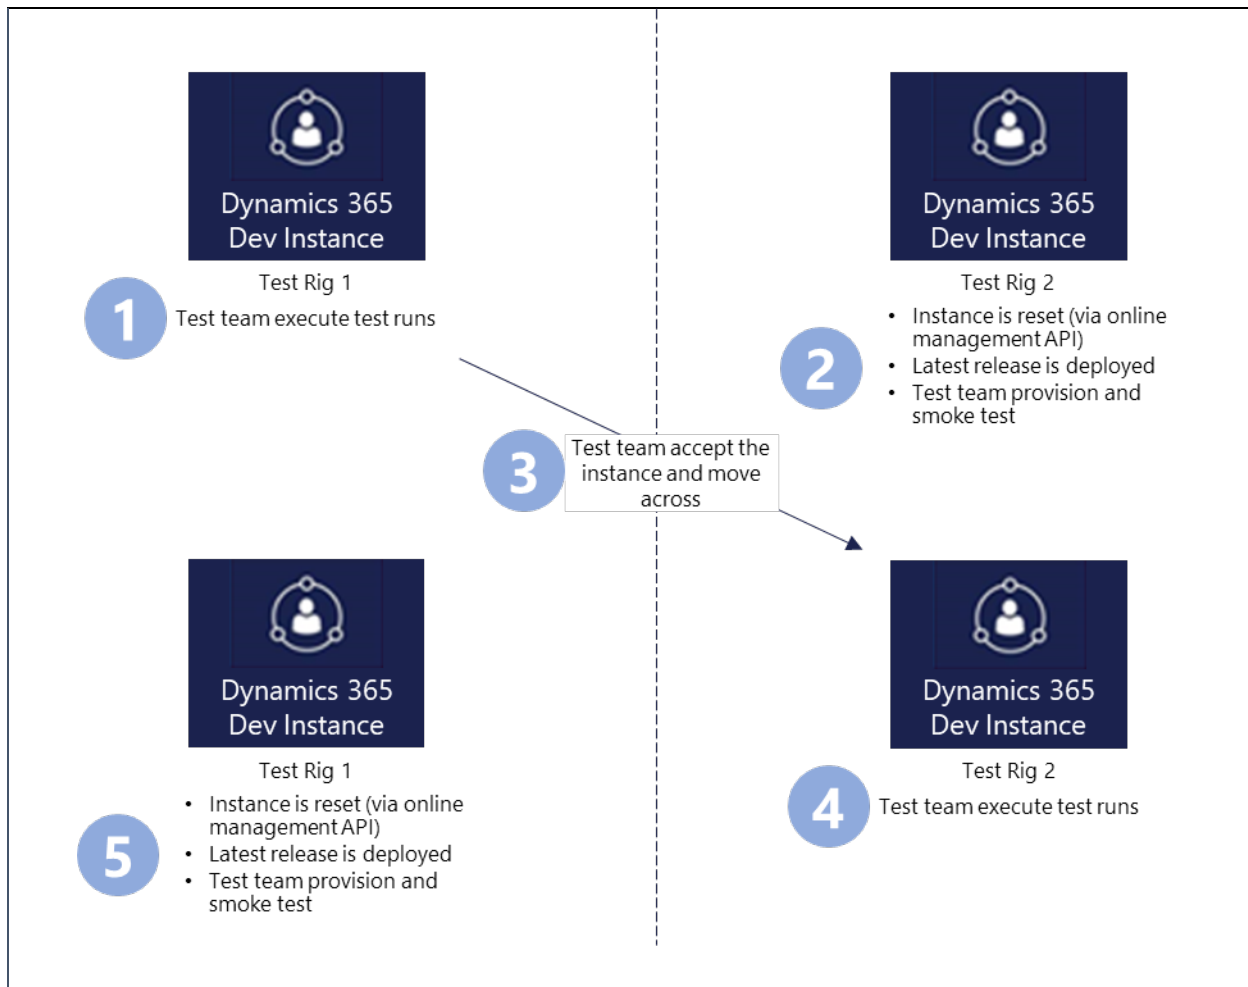 Dynamics 365
Dev Instance
Test Rig 1
1
Test team execute test runs
Dynamics 365
Dev Instance
Test Rig 2
2
• Instance is reset (via online
management API)
• Latest release is deployed
• Test team provision and
smoke test
3
Test team accept the
instance and move
across
Dynamics 365
Dev Instance
Test Rig 2
4
Test team execute test runs
Dynamics 365
Dev Instance
Test Rig 1
5
• Instance is reset (via online
management API)
• Latest release is deployed
• Test team provision and
smoke test